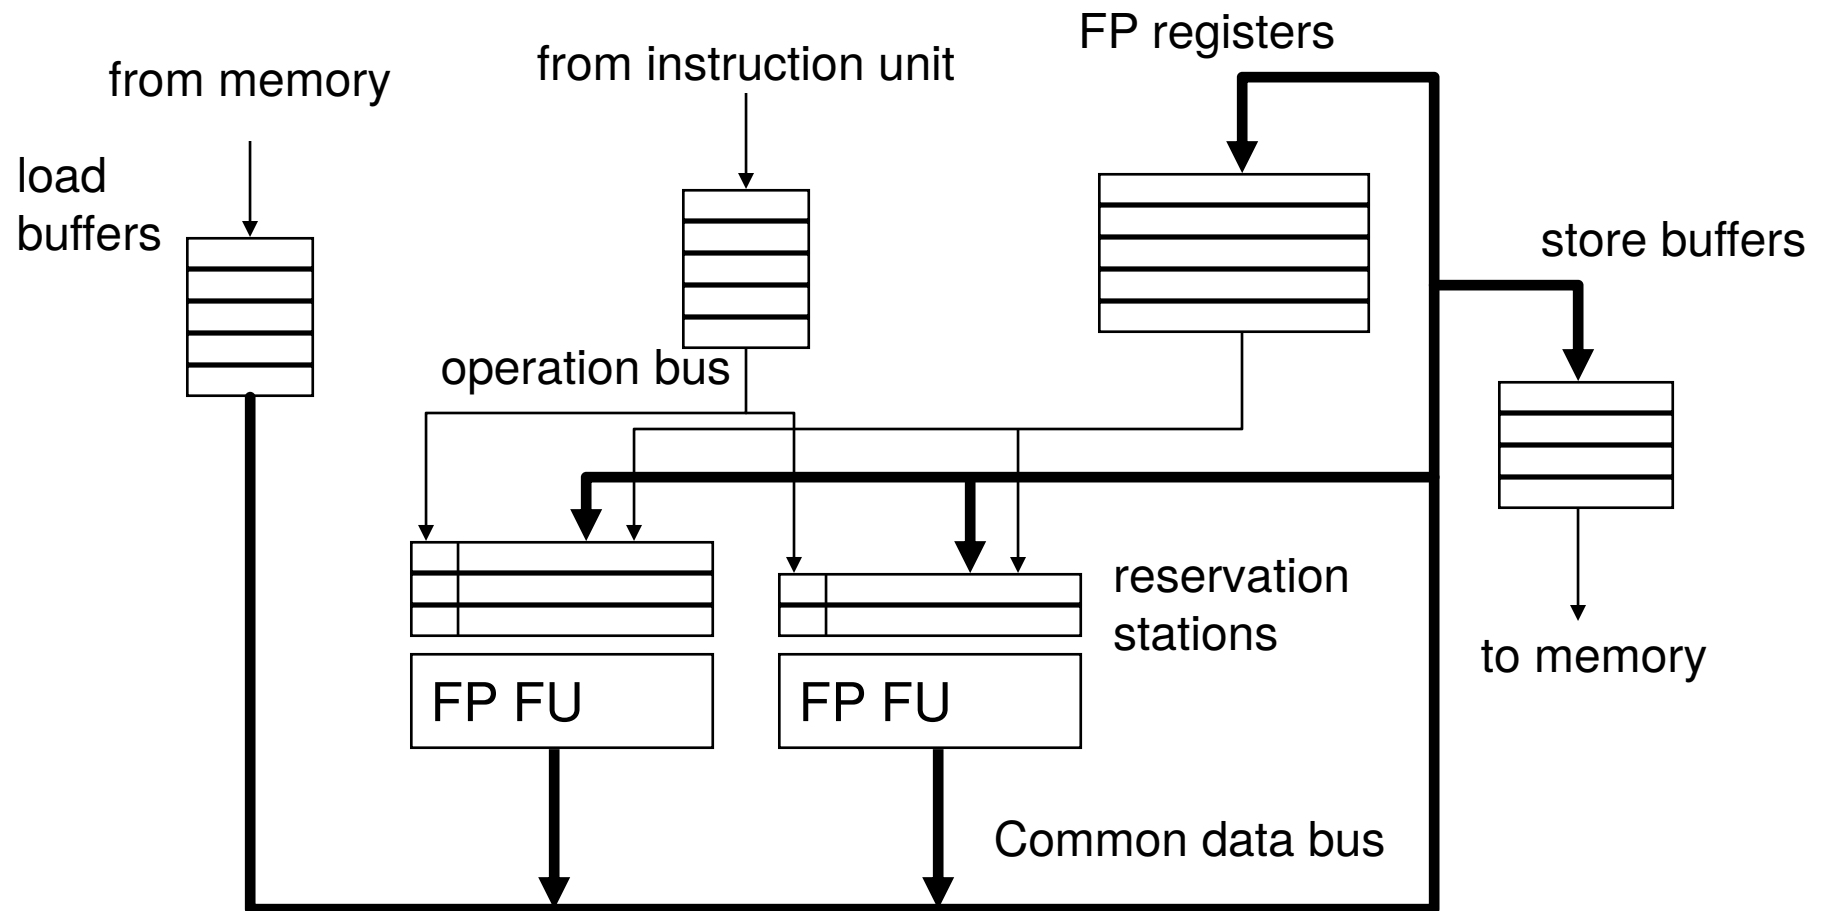 FP registers
from instruction unit
from memory
load
buffers
store buffers
operation bus
reservation
stations
to memory
FP FU
FP FU
Common data bus